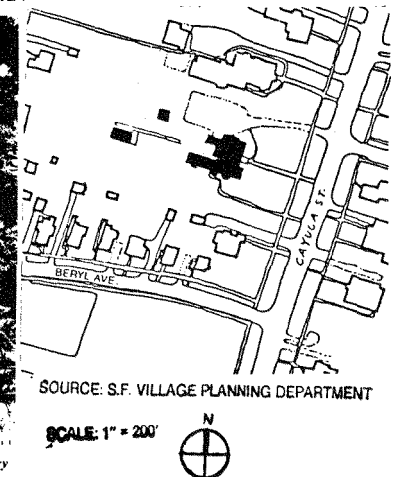 CAYUGA ST.
BERYL AVE.
SOURCE: S.F. VILLAGE PLANNING DEPARTMENT
SCALE: 1" = 200'
N